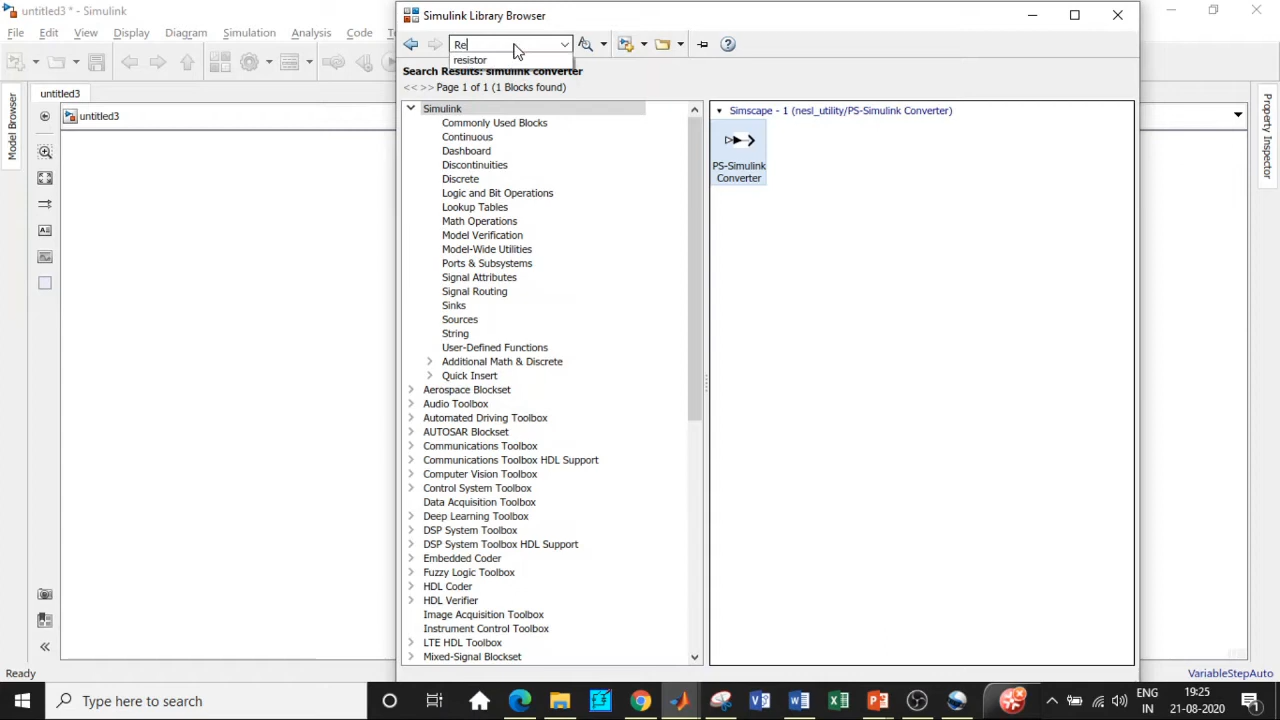 untitled3 * - Simulink
File Edit View Display Diagram Simulation Analysis Code
untitled3
untitled3
Model Browser
Simulink Library Browser
Re
resistor
Search Results: simulink converter
<< >> Page 1 of 1 (1 Blocks found)
Simulink
Commonly Used Blocks
Continuous
Dashboard
Discontinuities
Discrete
Logic and Bit Operations
Lookup Tables
Math Operations
Model Verification
Model-Wide Utilities
Ports & Subsystems
Signal Attributes
Signal Routing
Sinks
Sources
String
User-Defined Functions
Additional Math & Discrete
Quick Insert
Aerospace Blockset
Audio Toolbox
Automated Driving Toolbox
AUTOSAR Blockset
Communications Toolbox
Communications Toolbox HDL Support
Computer Vision Toolbox
Control System Toolbox
Data Acquisition Toolbox
Deep Learning Toolbox
DSP System Toolbox
DSP System Toolbox HDL Support
Embedded Coder
Fuzzy Logic Toolbox
HDL Coder
HDL Verifier
Image Acquisition Toolbox
Instrument Control Toolbox
LTE HDL Toolbox
Mixed-Signal Blockset
Simscape - 1 (nesl_utility/PS-Simulink Converter)
PS-Simulink
Converter
Property Inspector
Ready
VariableStepAuto
Type here to search
ENG
IN
19:25
21-08-2020
1